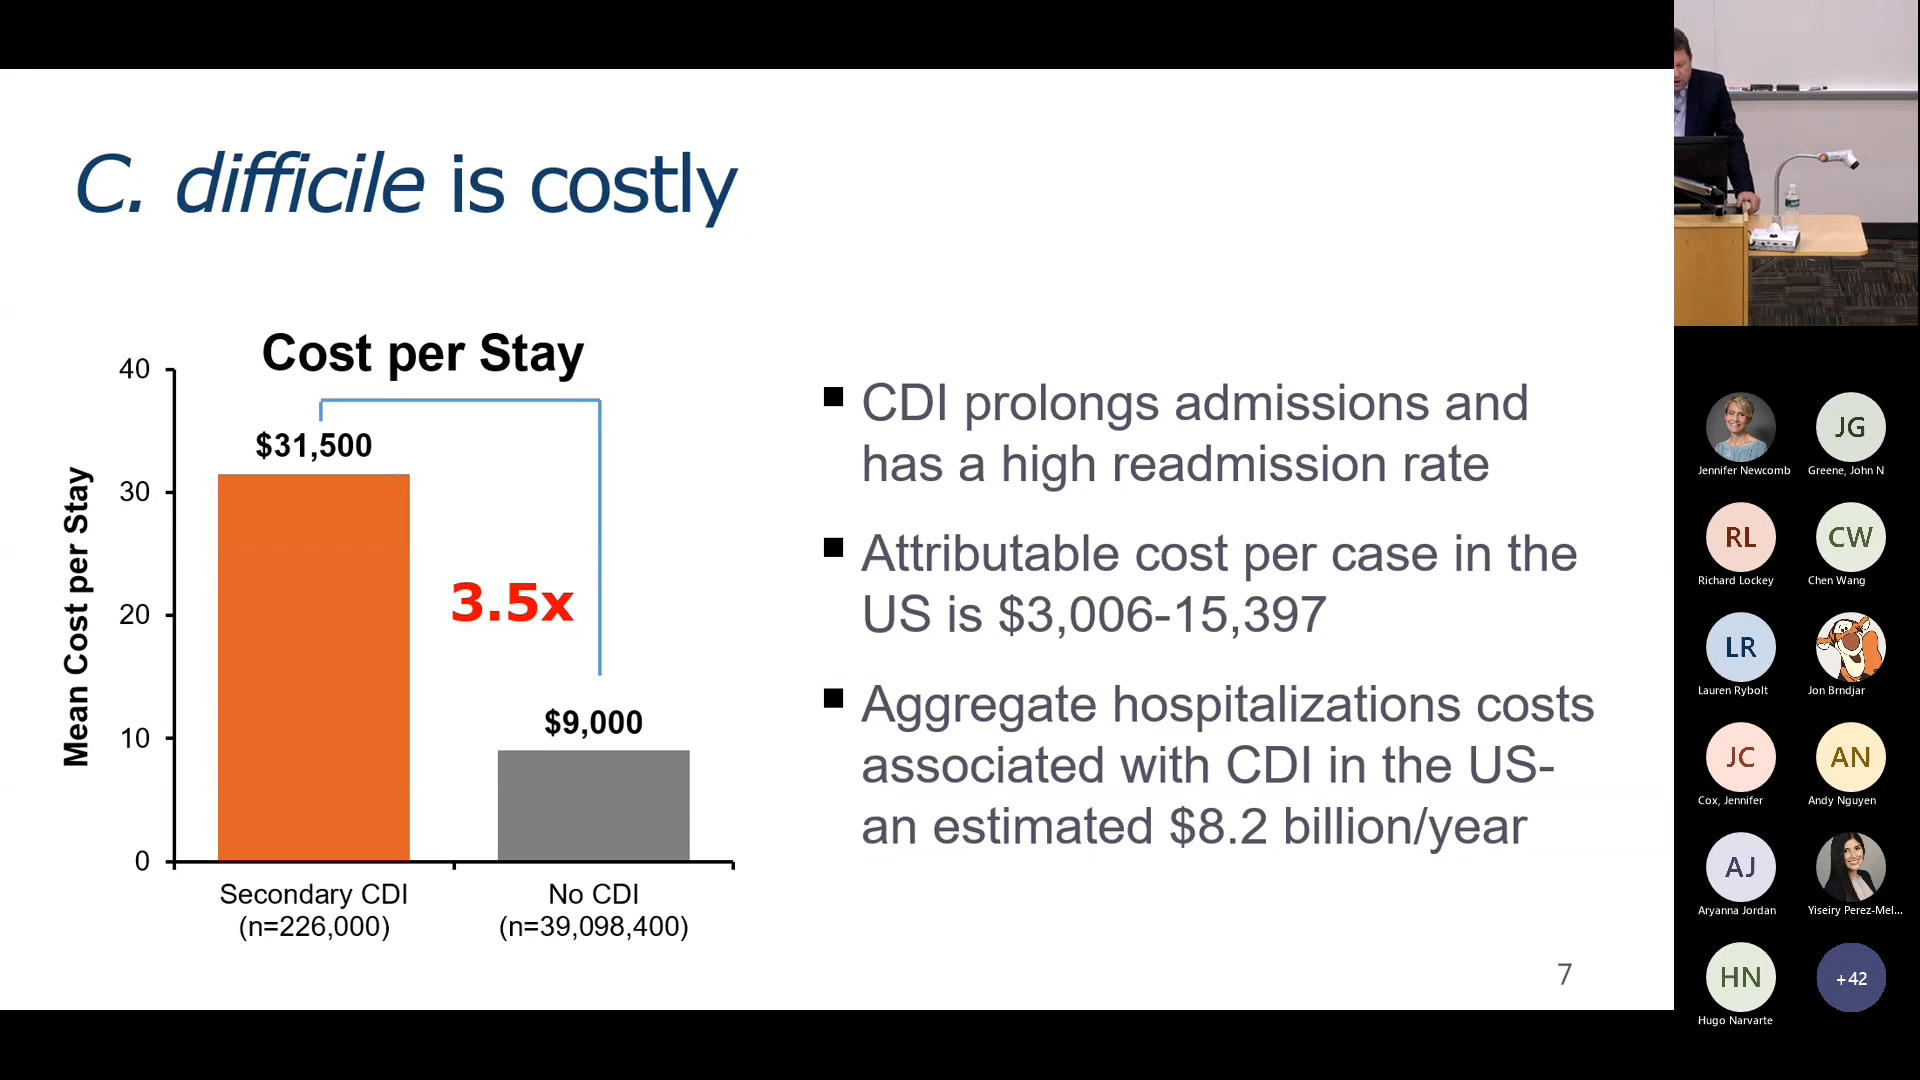 C. difficile is costly
Cost per Stay
Mean Cost per Stay
40
30
20
10
0
$31,500
3.5x
$9,000
Secondary CDI
(n=226,000)
No CDI
(n=39,098,400)
■ CDI prolongs admissions and
has a high readmission rate
■ Attributable cost per case in the
US is $3,006-15,397
■ Aggregate hospitalizations costs
associated with CDI in the US-
an estimated $8.2 billion/year
7
Jennifer Newcomb
JG
Greene, John N
RL
Richard Lockey
CW
Chen Wang
LR
Lauren Rybolt
Jon Brndjar
JC
Cox, Jennifer
AN
Andy Nguyen
AJ
Aryanna Jordan
Yiseiry Perez-Mel...
HN
Hugo Narvarte
+42